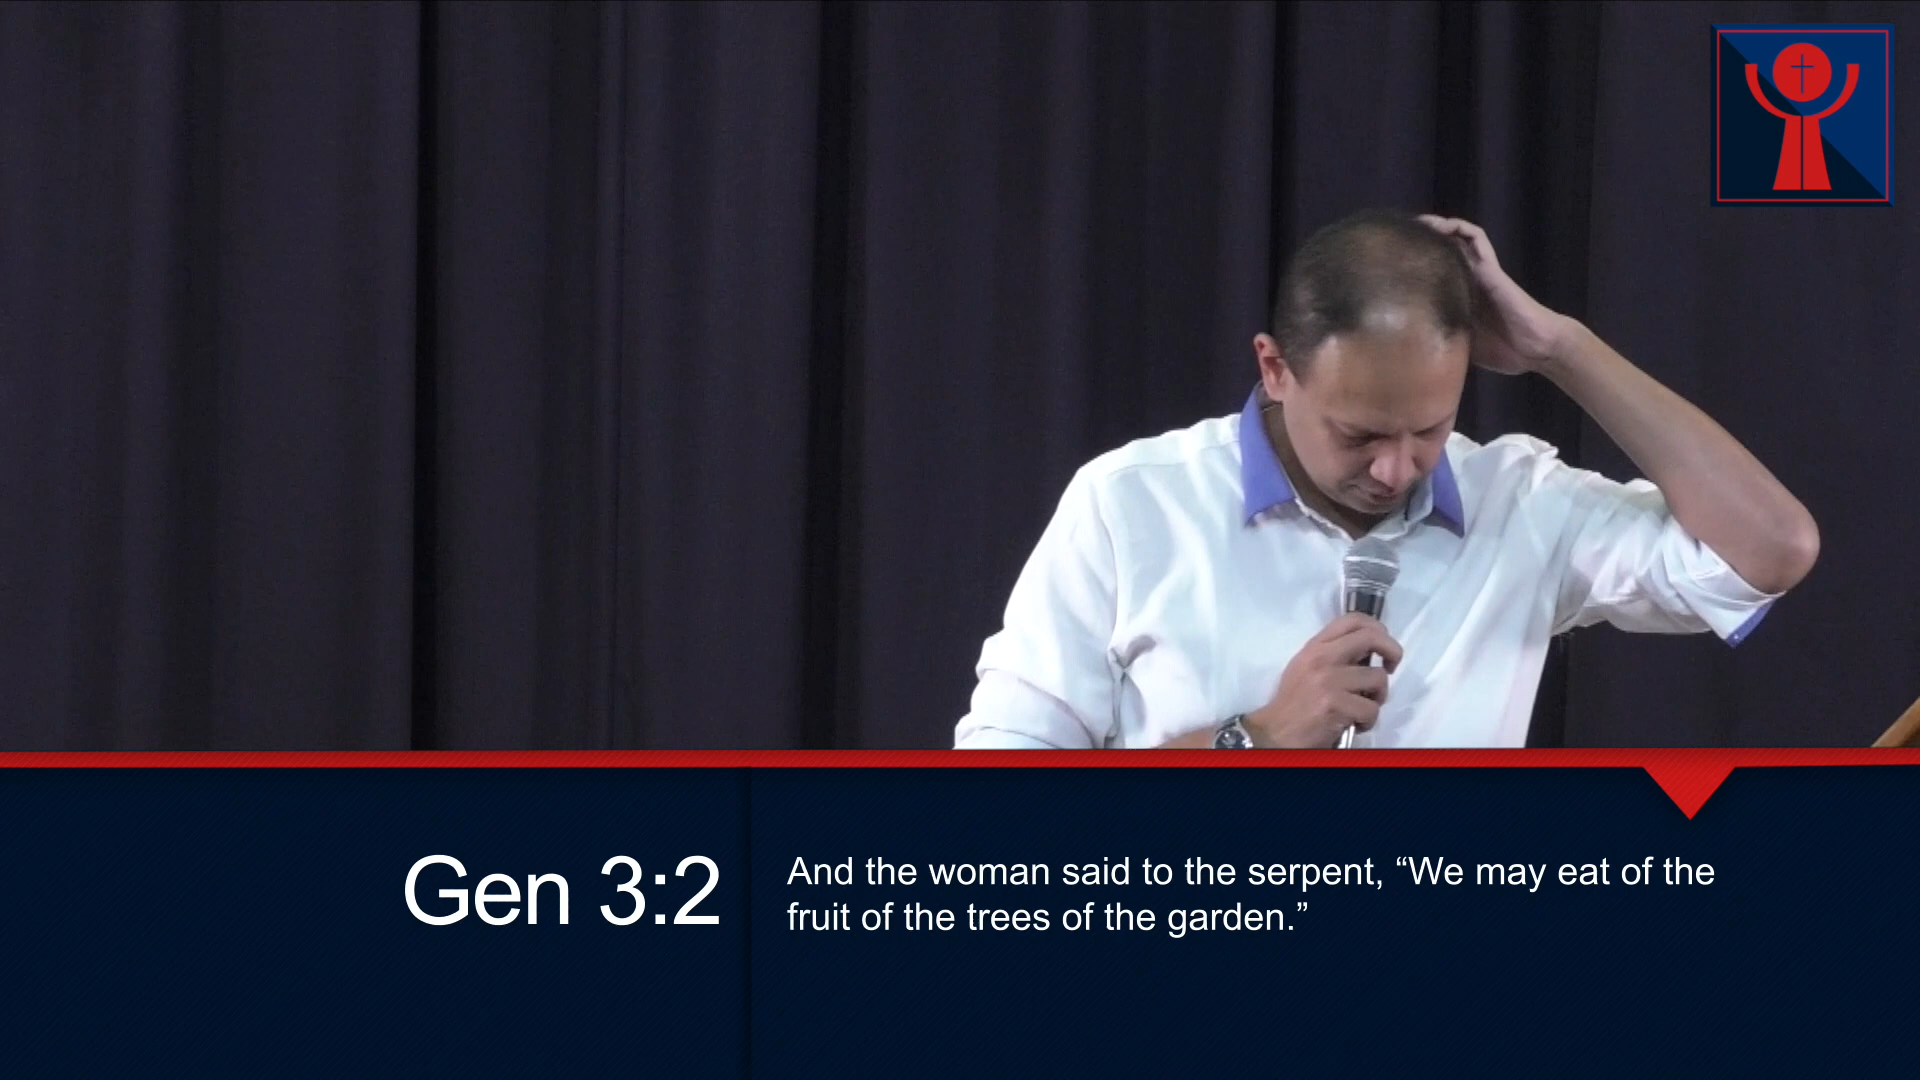 Gen 3:2
And the woman said to the serpent, “We may eat of the
fruit of the trees of the garden.”